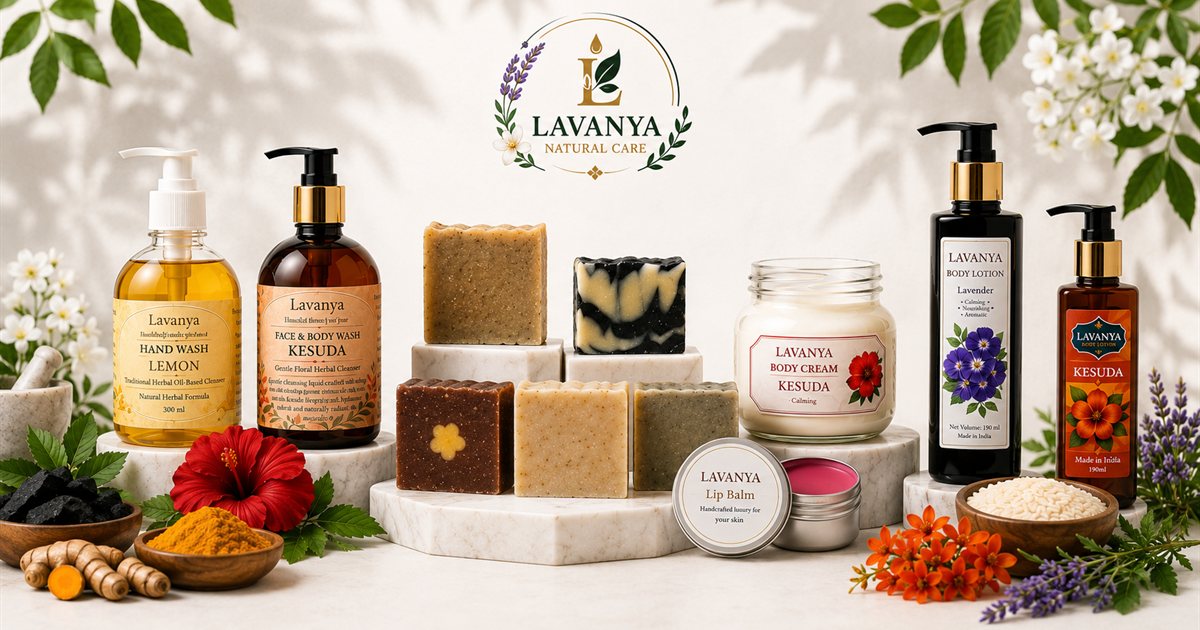 LAVANYA
NATURAL CARE
Lavanya
HAND WASH
LEMON
Traditional Herbal Oil-Based Cleanser
Natural Herbal Formula
300 ml
Lavanya
FACE & BODY WASH
KESUDA
Gentle Floral Herbal Cleanser
LAVANYA
BODY CREAM
KESUDA
Calming
LAVANYA
Lip Balm
Handcrafted luxury for
your skin
LAVANYA
BODY LOTION
Lavender
• Calming •
• Nourishing •
• Aromatic
Net Volume: 190 ml
Made in India
LAVANYA
BODY LOTION
KESUDA
Made in India
190ml